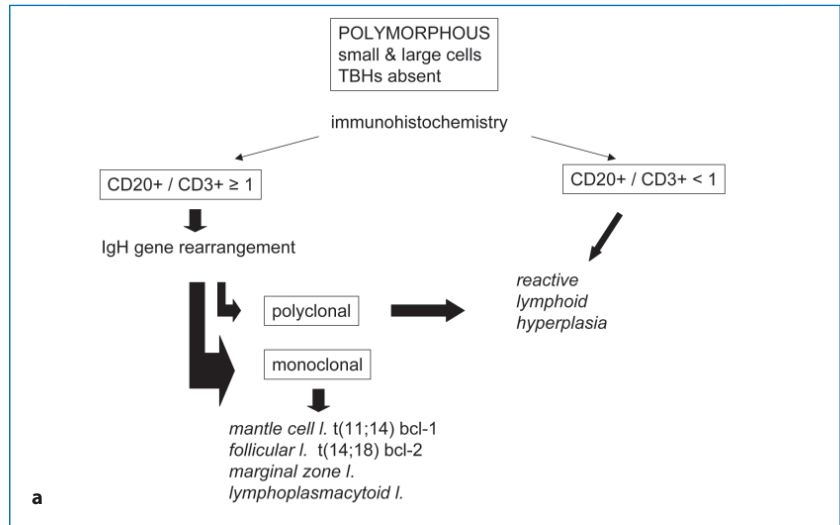 POLYMORPHOUS
small & large cells
TBHs absent
immunohistochemistry
CD20+ / CD3+ ≥ 1
CD20+ / CD3+ < 1
IgH gene rearrangement
reactive
lymphoid
hyperplasia
polyclonal
monoclonal
mantle cell l. t(11;14) bcl-1
follicular l. t(14;18) bcl-2
marginal zone l.
lymphoplasmacytoid l.
a